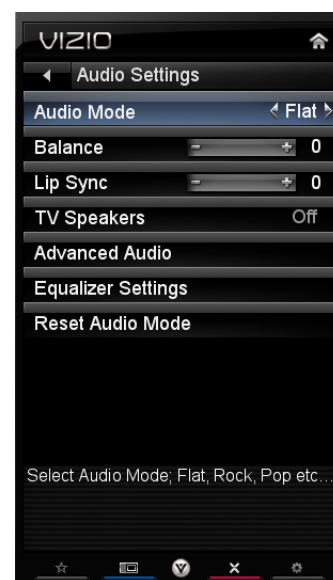 VIZIO
Audio Settings
Audio Mode Flat
Balance - + 0
Lip Sync - + 0
TV Speakers Off
Advanced Audio
Equalizer Settings
Reset Audio Mode
Select Audio Mode; Flat, Rock, Pop etc...
V